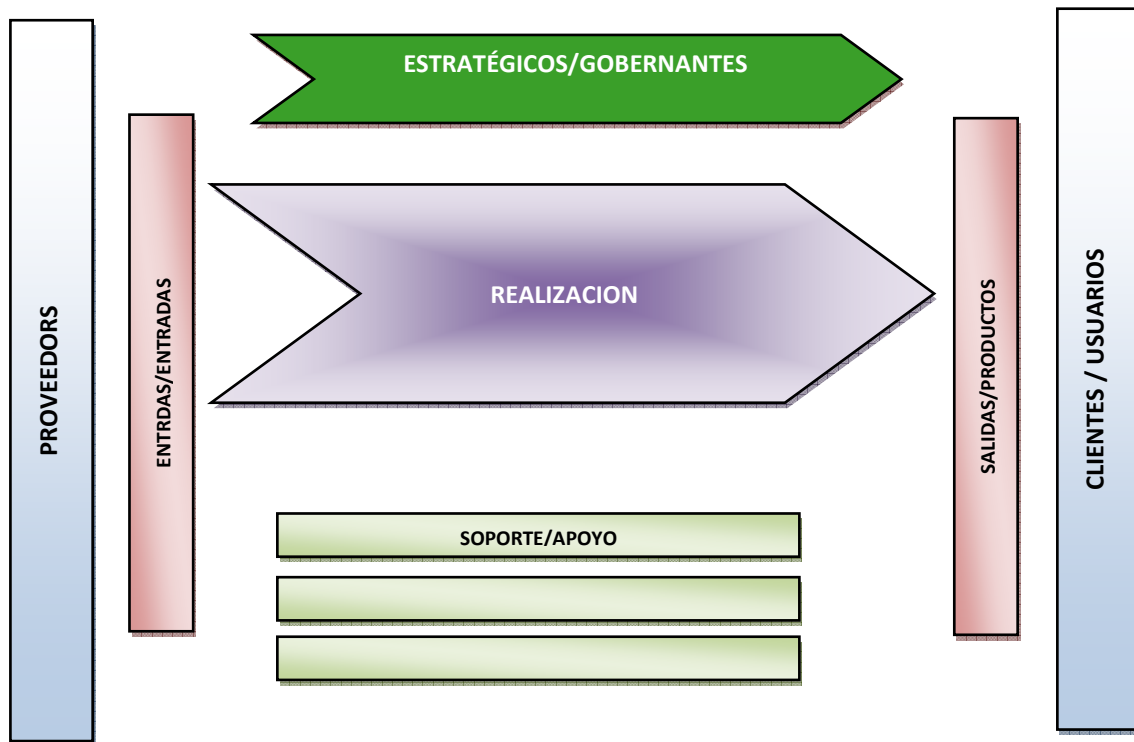 ESTRATÉGICOS/GOBERNANTES
PROVEEDORS
ENTRDAS/ENTRADAS
REALIZACION
SALIDAS/PRODUCTOS
CLIENTES / USUARIOS
SOPORTE/APOYO